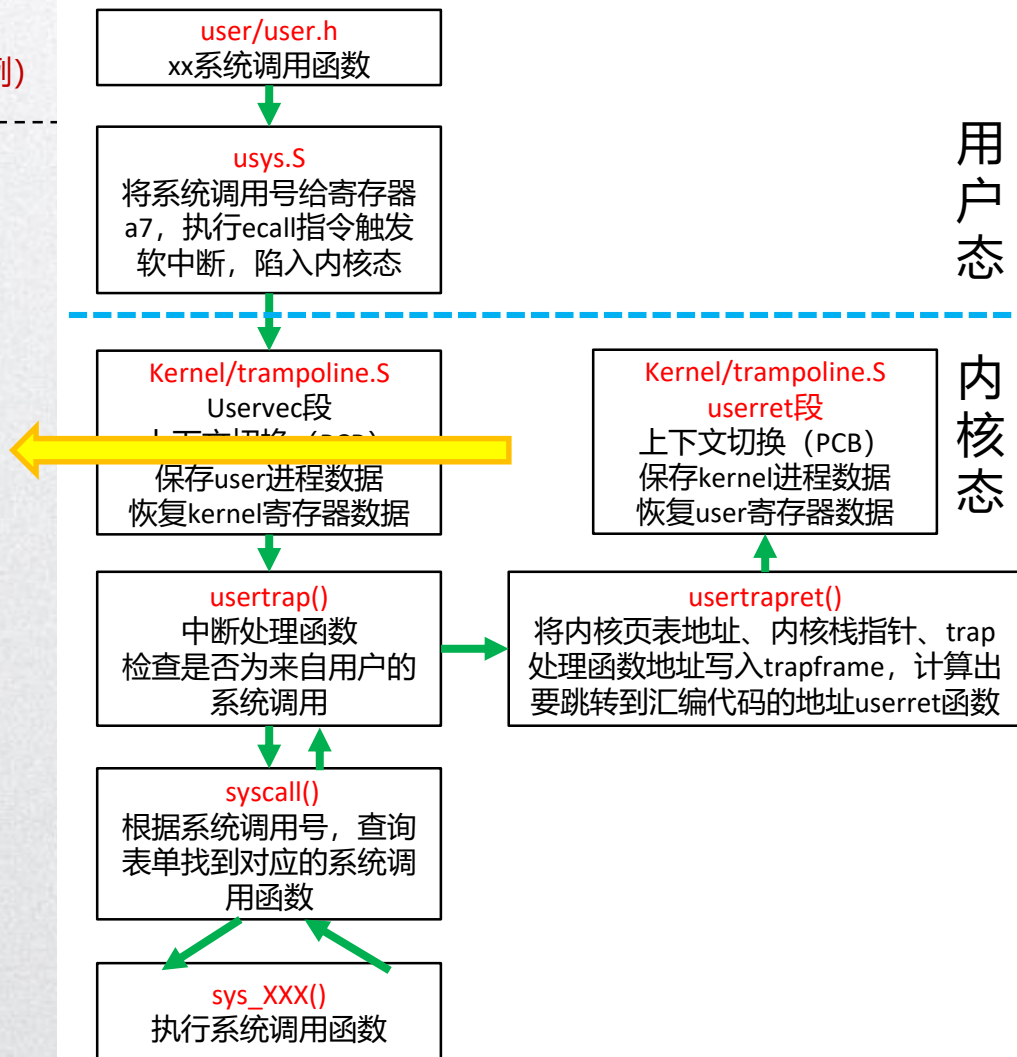 例)
user/user.h
xx系统调用函数
usys.S
将系统调用号给寄存器
a7，执行ecall指令触发
软中断，陷入内核态
用
户
态
Kernel/trampoline.S
Uservec段
保存user进程数据
恢复kernel寄存器数据
Kernel/trampoline.S
userret段
上下文切换（PCB）
保存kernel进程数据
恢复user寄存器数据
内
核
态
usertrap()
中断处理函数
检查是否为来自用户的
系统调用
usertrapret()
将内核页表地址、内核栈指针、trap
处理函数地址写入trapframe，计算出
要跳转到汇编代码的地址userret函数
syscall()
根据系统调用号，查询
表单找到对应的系统调
用函数
sys_XXX()
执行系统调用函数